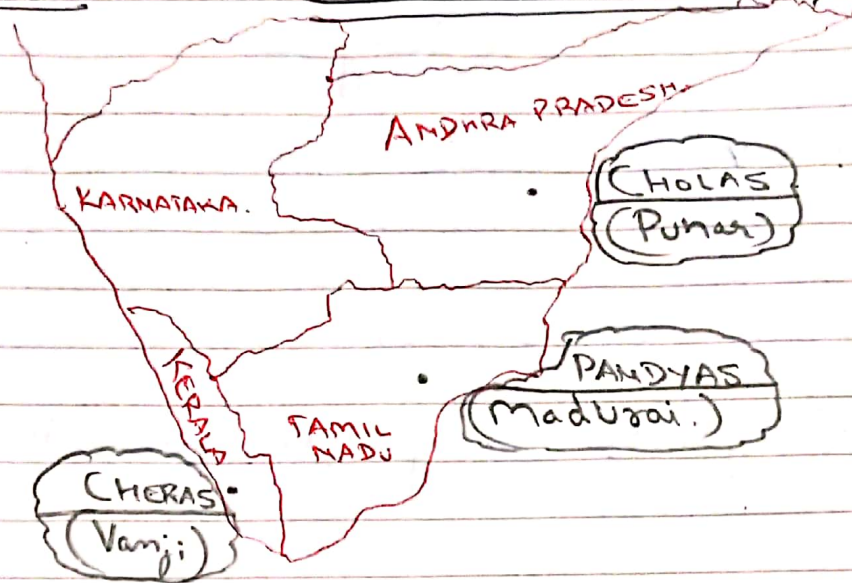 ANDHRA PRADESH.
CHOLAS
(Puhar)
KARNATAKA.
PANDYAS
(Madurai.)
KERALA
TAMIL
NADU
CHERAS
(Vanji)